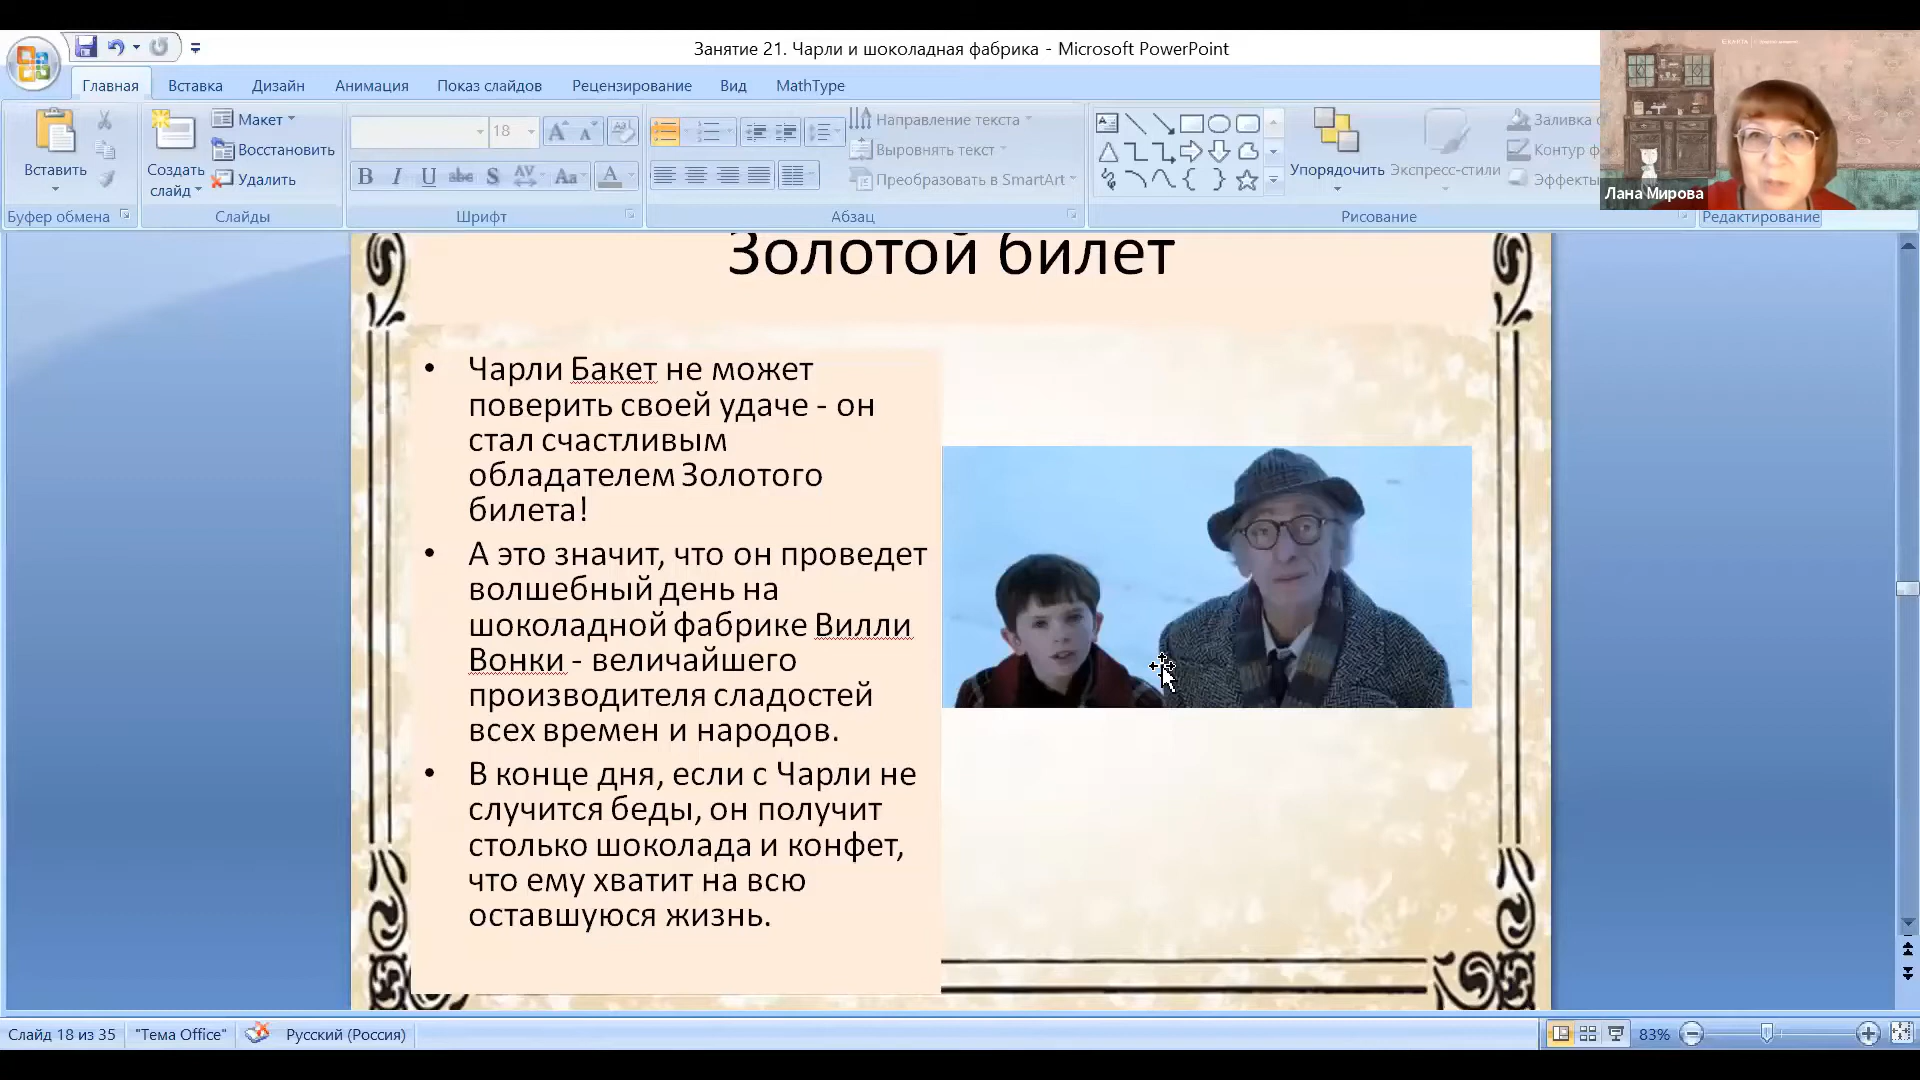 Занятие 21. Чарли и шоколадная фабрика - Microsoft PowerPoint
Главная Вставка Дизайн Анимация Показ слайдов Рецензирование Вид MathType
Вставить
Буфер обмена
Создать слайд
Макет
Восстановить
Удалить
Слайды
18
Шрифт
Направление текста
Выровнять текст
Преобразовать в SmartArt
Абзац
Упорядочить
Экспресс-стили
Заливка
Контур ф
Эффекты
Рисование
Редактирование
Лана Мирова
Золотой билет
• Чарли Бакет не может
поверить своей удаче - он
стал счастливым
обладателем Золотого
билета!
• А это значит, что он проведет
волшебный день на
шоколадной фабрике Вилли
Вонки - величайшего
производителя сладостей
всех времен и народов.
• В конце дня, если с Чарли не
случится беды, он получит
столько шоколада и конфет,
что ему хватит на всю
оставшуюся жизнь.
Слайд 18 из 35 "Тема Office" Русский (Россия) 83%